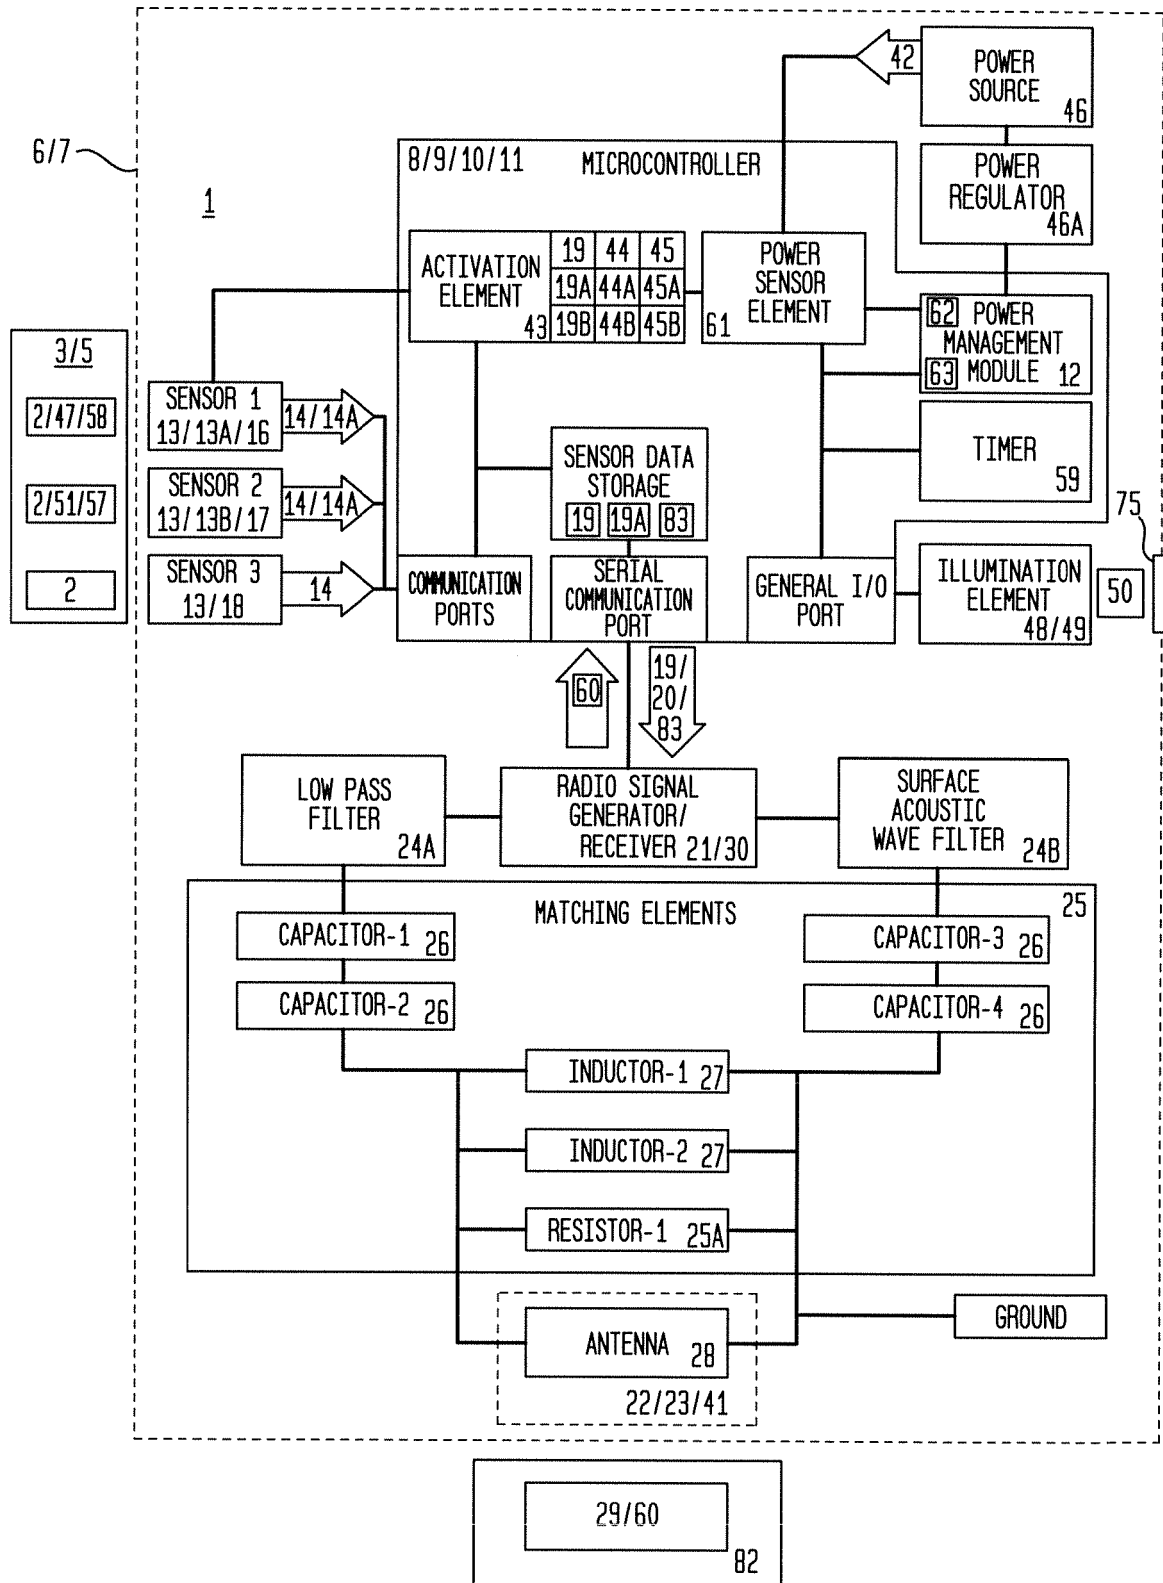 42
POWER
SOURCE
46
6/7
8/9/10/11
MICROCONTROLLER
POWER
REGULATOR
46A
1
ACTIVATION
ELEMENT
43
19 44 45
19A 44A 45A
19B 44B 45B
POWER
SENSOR
ELEMENT
61
62 POWER
MANAGEMENT
63 MODULE 12
3/5
2/47/58
2/51/57
2
SENSOR 1
13/13A/16
14/14A
SENSOR 2
13/13B/17
14/14A
SENSOR 3
13/18
14
SENSOR DATA
STORAGE
19 19A 83
TIMER
59
75
COMMUNICATION
PORTS
SERIAL
COMMUNICATION
PORT
GENERAL I/O
PORT
ILLUMINATION
ELEMENT
48/49
50
60
19/
20/
83
LOW PASS
FILTER
24A
RADIO SIGNAL
GENERATOR/
RECEIVER 21/30
SURFACE
ACOUSTIC
WAVE FILTER
24B
MATCHING ELEMENTS
25
CAPACITOR-1 26
CAPACITOR-3 26
CAPACITOR-2 26
CAPACITOR-4 26
INDUCTOR-1 27
INDUCTOR-2 27
RESISTOR-1 25A
GROUND
ANTENNA 28
22/23/41
29/60
82